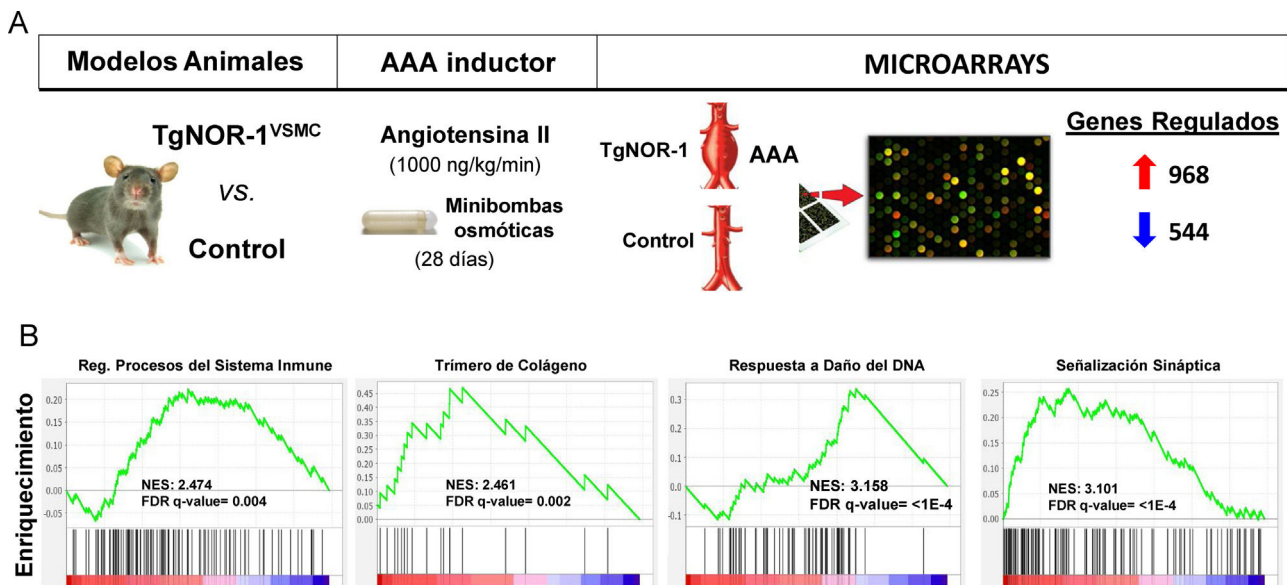 A
Modelos Animales
AAA inductor
MICROARRAYS
TgNOR-1VSMC
vs.
Control
Angiotensina II
(1000 ng/kg/min)
Minibombas
osmóticas
(28 días)
TgNOR-1
AAA
Control
Genes Regulados
968
544
B
Enriquecimiento
Reg. Procesos del Sistema Inmune
0.20
0.15
0.10
0.05
0.00
-0.05
NES: 2.474
FDR q-value= 0.004
Trímero de Colágeno
0.45
0.40
0.35
0.30
0.25
0.20
0.15
0.10
0.05
0.00
NES: 2.461
FDR q-value= 0.002
Respuesta a Daño del DNA
0.3
0.2
0.1
0.0
-0.1
NES: 3.158
FDR q-value= <1E-4
Señalización Sináptica
0.25
0.20
0.15
0.10
0.05
0.00
NES: 3.101
FDR q-value= <1E-4